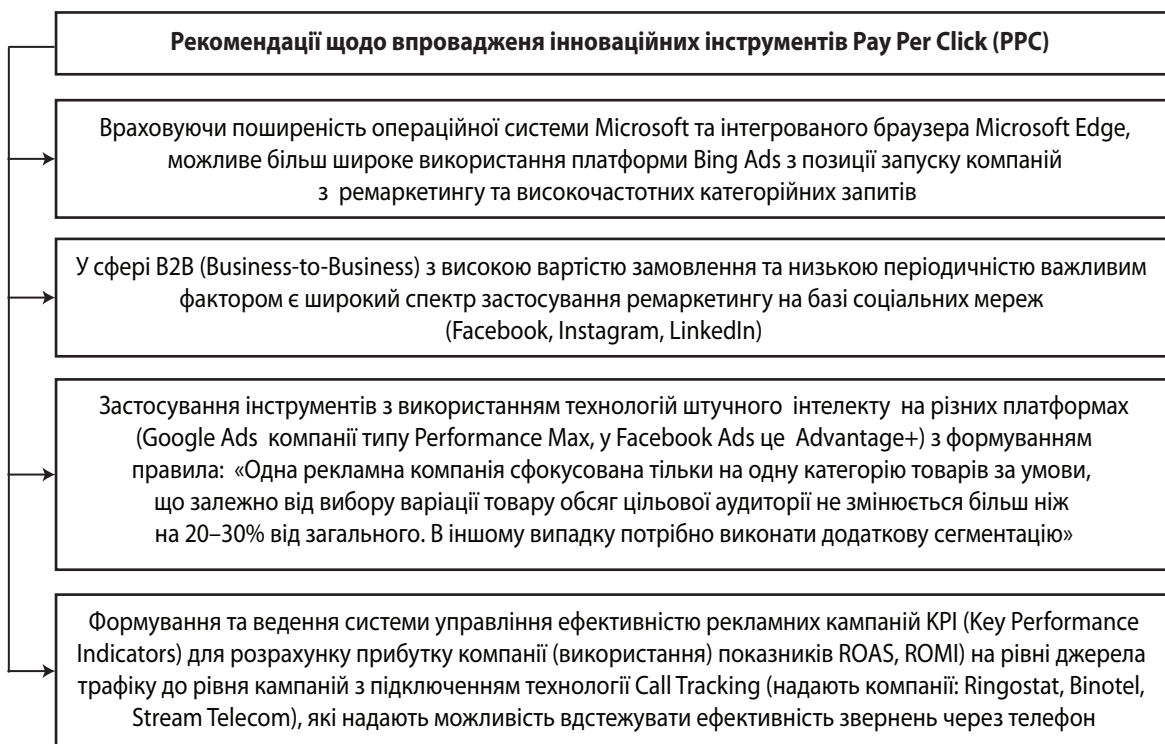 Рекомендації щодо впровадженя інноваційних інструментів Pay Per Click (PPC)
Враховуючи поширеність операційної системи Microsoft та інтегрованого браузера Microsoft Edge,
можливе більш широке використання платформи Bing Ads з позиції запуску компаній
з ремаркетингу та високочастотних категорійних запитів
У сфері B2B (Business-to-Business) з високою вартістю замовлення та низькою періодичністю важливим
фактором є широкий спектр застосування ремаркетингу на базі соціальних мереж
(Facebook, Instagram, LinkedIn)
Застосування інструментів з використанням технологій штучного інтелекту на різних платформах
(Google Ads компанії типу Performance Max, у Facebook Ads це Advantage+) з формуванням
правила: «Одна рекламна компанія сфокусована тільки на одну категорію товарів за умови,
що залежно від вибору варіації товару обсяг цільової аудиторії не змінюється більш ніж
на 20–30% від загального. В іншому випадку потрібно виконати додаткову сегментацію»
Формування та ведення системи управління ефективністю рекламних кампаній KPI (Key Performance
Indicators) для розрахунку прибутку компанії (використання) показників ROAS, ROMI) на рівні джерела
трафіку до рівня кампаній з підключенням технології Call Tracking (надають компанії: Ringostat, Binotel,
Stream Telecom), які надають можливість вдстежувати ефективність звернень через телефон